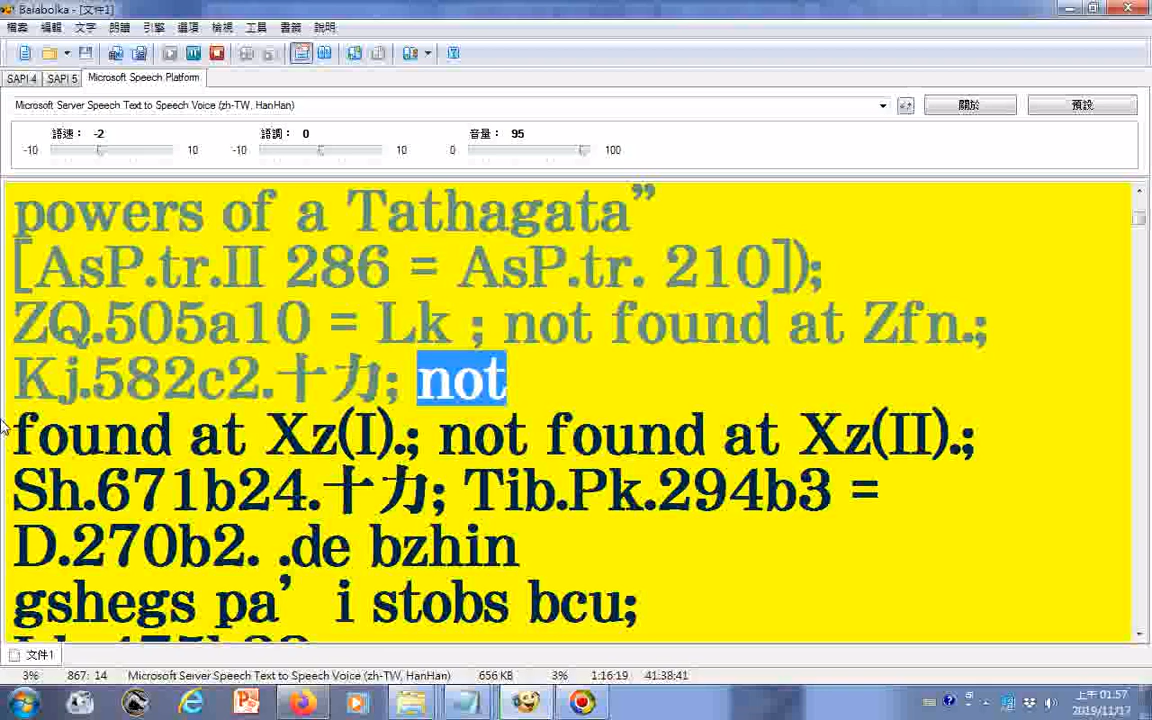 Balabolka - [文件1]
檔案 編輯 文字 朗讀 引擎 選項 檢視 工具 書籤 說明
SAPI 4 SAPI 5 Microsoft Speech Platform
Microsoft Server Speech Text to Speech Voice (zh-TW, HanHan) 關於 預設
語速： -2 語調： 0 音量： 95
-10 10 -10 10 0 100
powers of a Tathagata”
[AsP.tr.II 286 = AsP.tr. 210]);
ZQ.505a10 = Lk ; not found at Zfn.;
Kj.582c2.十力; not
found at Xz(I).; not found at Xz(II).;
Sh.671b24.十力; Tib.Pk.294b3 =
D.270b2. .de bzhin
gshegs pa’ i stobs bcu;
文件1
3% 867: 14 Microsoft Server Speech Text to Speech Voice (zh-TW, HanHan) 656 KB 3% 1:16:19 41:38:41
上午 01:57
2019/11/17